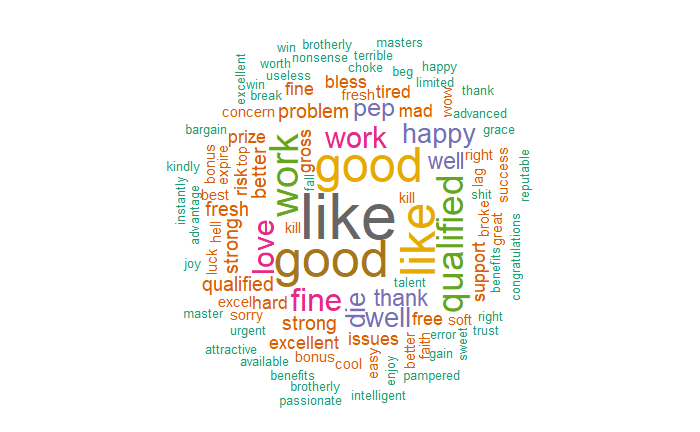 masters
win
brotherly
terrible
nonsense
worth
choke
beg
happy
useless
excellent
win
bless
limited
thank
break
fine
fresh
tired
wow
concern
problem
pep
mad
advanced
bargain
prize
gross
work
happy
grace
work
good
well
right
better
top
risk
expire
bonus
kindly
fall
lag
success
reputable
instantly
advantage
best
kill
kill
shit
like
like
qualified
fresh
strong
love
hell
luck
good
broke
great
benefits
support
congratulations
joy
talent
qualified
fine
die
thank
excel
hard
well
free
soft
right
master
sorry
strong
trust
urgent
issues
error
sweet
excellent
better
faith
attractive
gain
available
bonus
cool
easy
enjoy
pampered
benefits
brotherly
passionate
intelligent